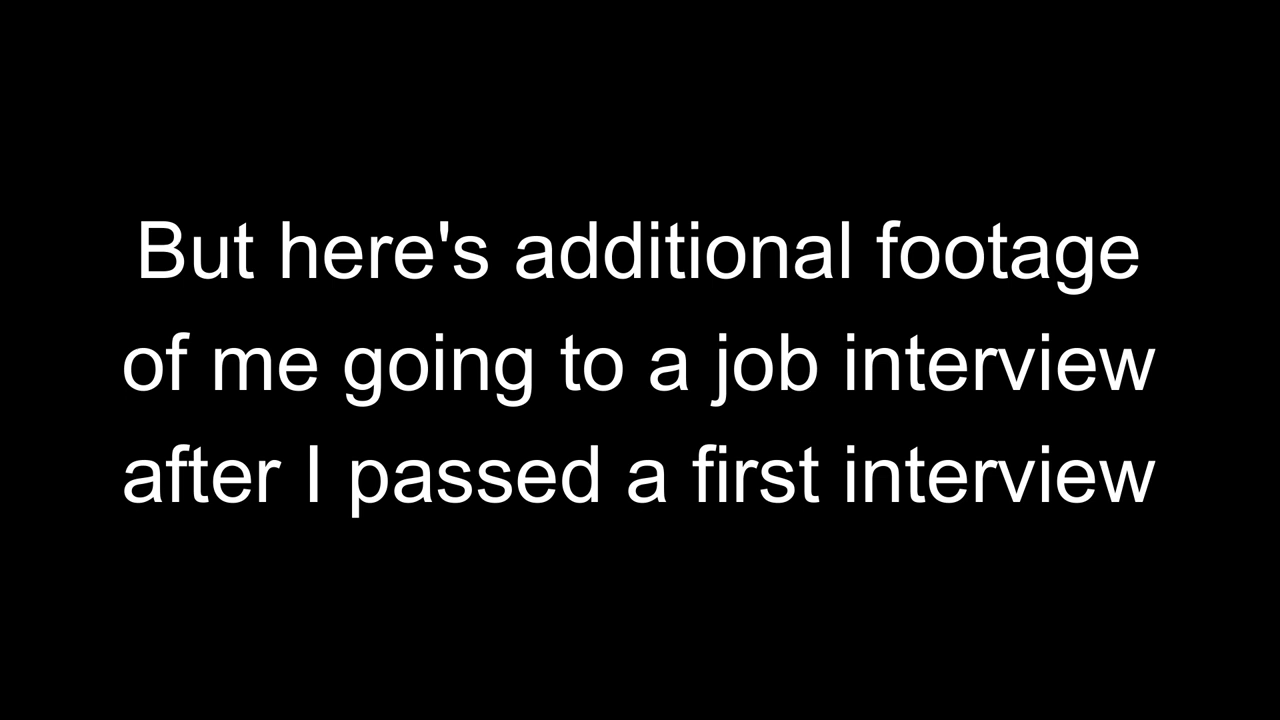 But here's additional footage
of me going to a job interview
after I passed a first interview